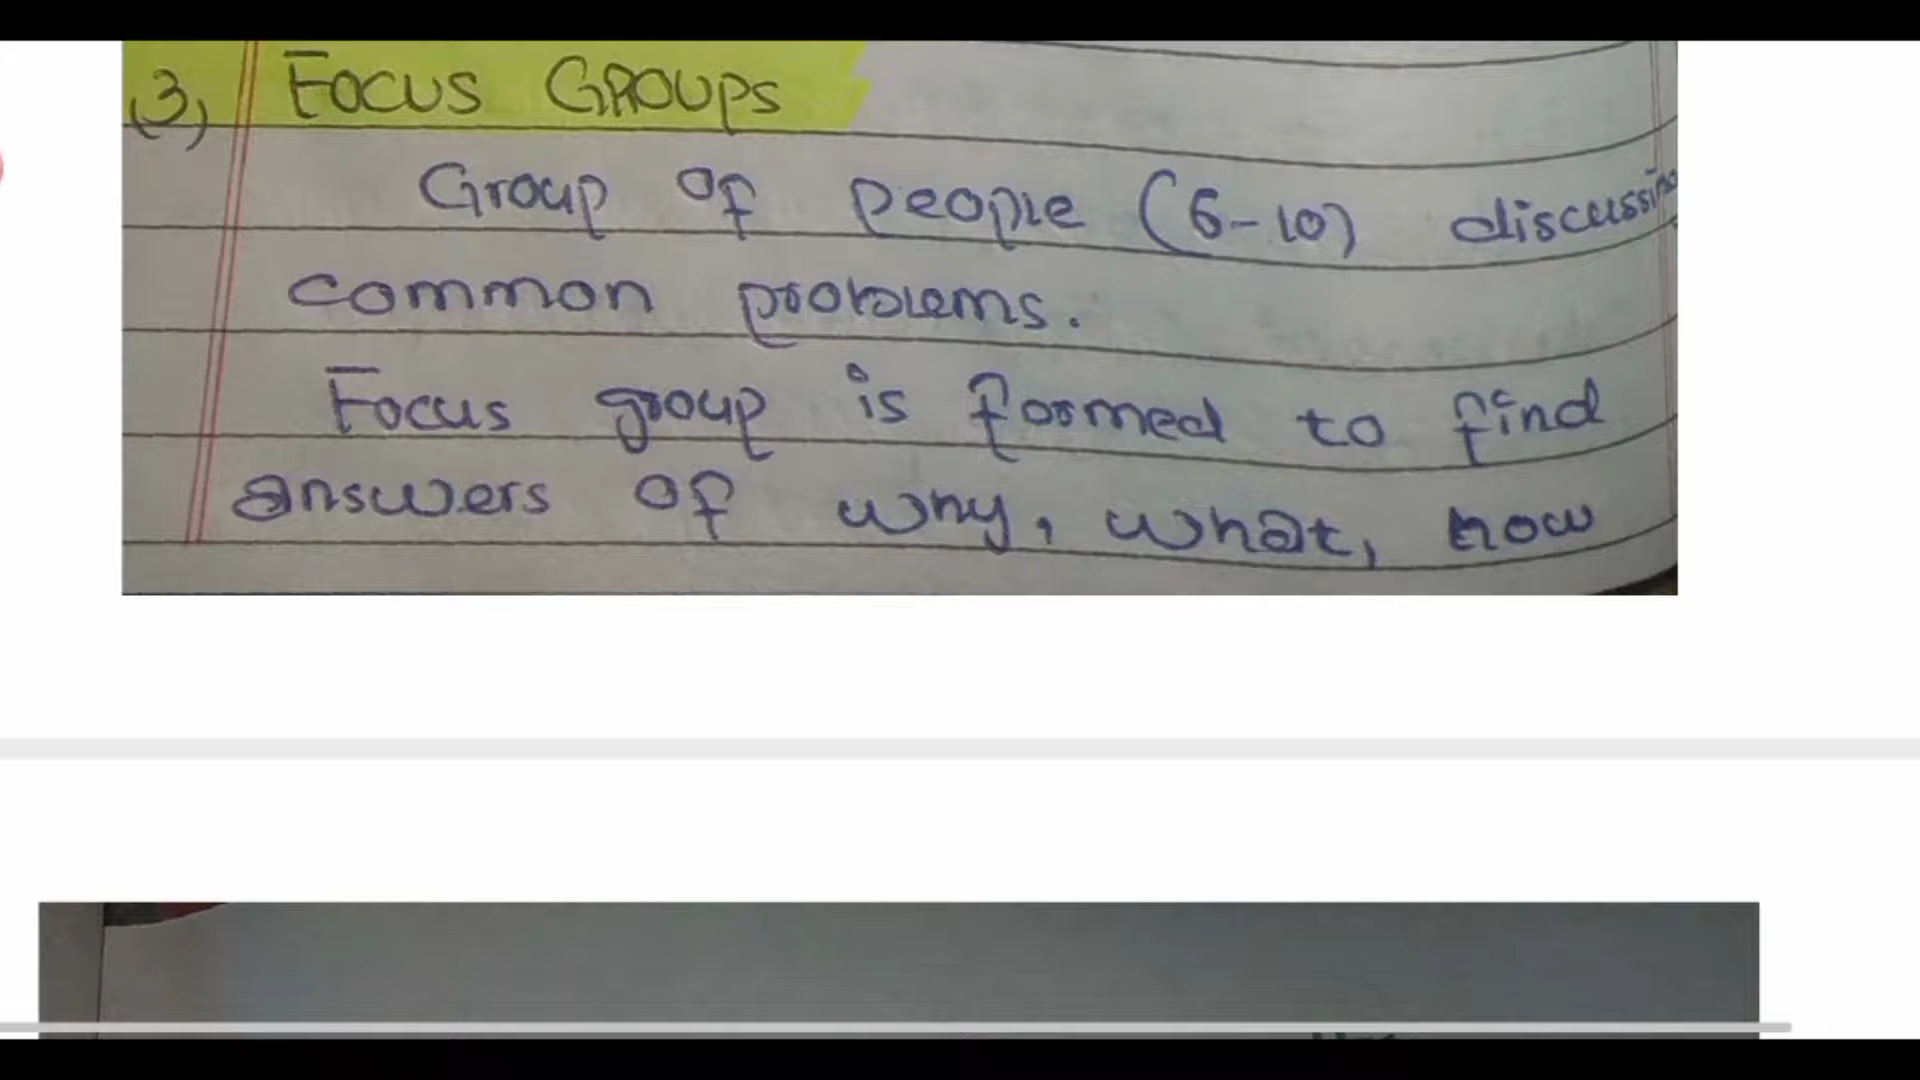 (3) FOCUS GROUPS
Group of people (6-10) discussing
common problems.
Focus group is formed to find
answers of why, what, how